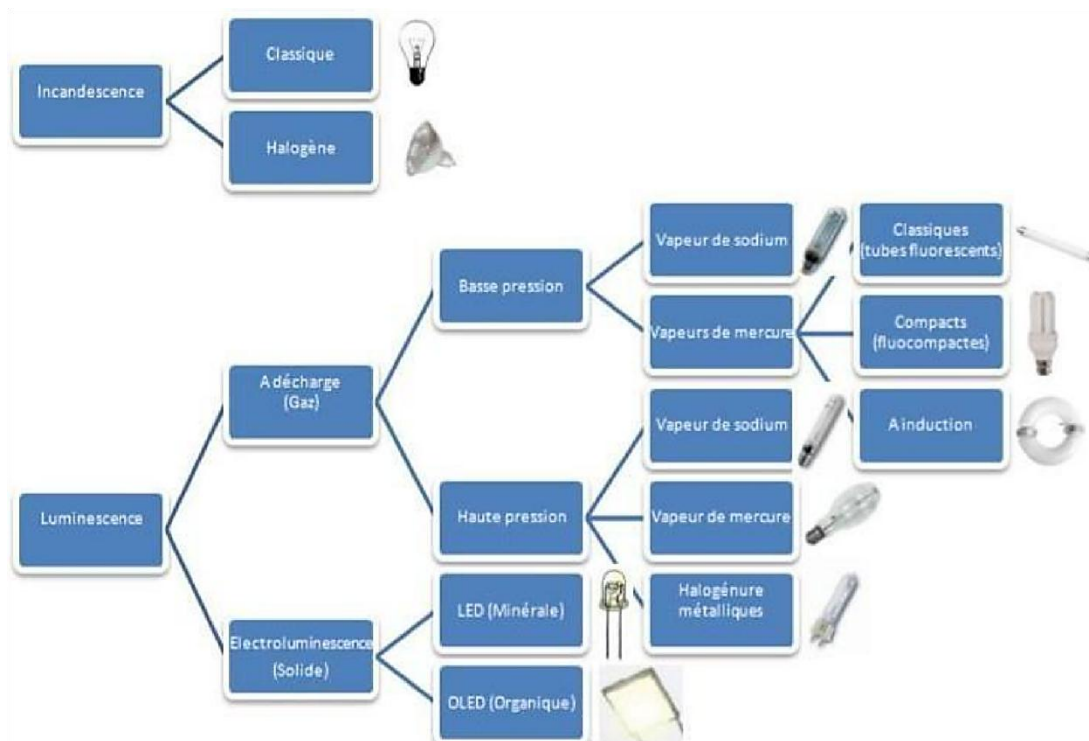 Incandescence
Classique
Halogène
Luminescence
A décharge
(Gaz)
Basse pression
Vapeur de sodium
Vapeurs de mercure
Classiques
(tubes fluorescents)
Compacts
(fluocompactes)
A induction
Haute pression
Vapeur de sodium
Vapeur de mercure
Halogénure
métalliques
Electroluminescence
(Solide)
LED (Minérale)
OLED (Organique)